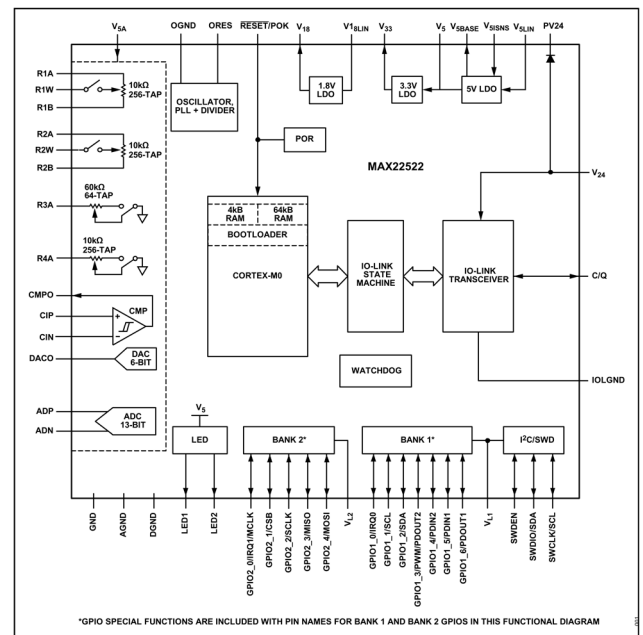 V5A
OGND
ORES
RESET/POK
V18
V18LIN
V33
V5
V5BASE
V5ISNS
V5LIN
PV24
R1A
R1W
R1B
10kΩ
256-TAP
R2A
R2W
R2B
10kΩ
256-TAP
60kΩ
64-TAP
R3A
10kΩ
256-TAP
R4A
CMPO
CIP
CIN
+
−
CMP
DACO
DAC
6-BIT
ADP
ADN
ADC
13-BIT
OSCILLATOR,
PLL + DIVIDER
1.8V
LDO
3.3V
LDO
5V LDO
POR
MAX22522
V24
4kB
RAM
64kB
RAM
BOOTLOADER
CORTEX-M0
IO-LINK
STATE
MACHINE
IO-LINK
TRANSCEIVER
C/Q
WATCHDOG
IOLGND
V5
LED
BANK 2*
BANK 1*
I2C/SWD
GND
AGND
DGND
LED1
LED2
GPIO2_0/IRQ1/MCLK
GPIO2_1/CSB
GPIO2_2/SCLK
GPIO2_3/MISO
GPIO2_4/MOSI
VL2
GPIO1_0/IRQ0
GPIO1_1/SCL
GPIO1_2/SDA
GPIO1_3/PWM/PDOUT2
GPIO1_4/PDIN2
GPIO1_5/PDIN1
GPIO1_6/PDOUT1
VL1
SWDEN
SWDIO/SDA
SWCLK/SCL
*GPIO SPECIAL FUNCTIONS ARE INCLUDED WITH PIN NAMES FOR BANK 1 AND BANK 2 GPIOS IN THIS FUNCTIONAL DIAGRAM